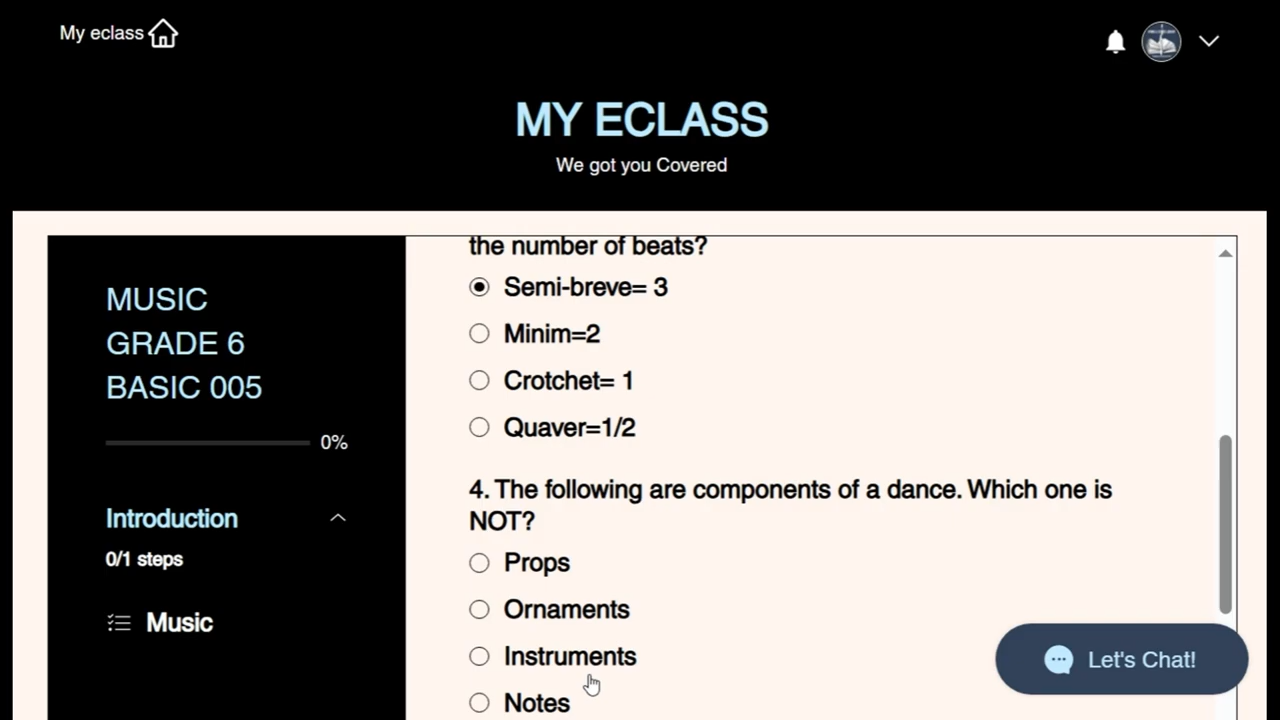 My eclass
MY ECLASS
We got you Covered
MUSIC
GRADE 6
BASIC 005
0%
Introduction
0/1 steps
Music
the number of beats?
Semi-breve= 3
Minim=2
Crotchet= 1
Quaver=1/2
4. The following are components of a dance. Which one is
NOT?
Props
Ornaments
Instruments
Notes
Let's Chat!